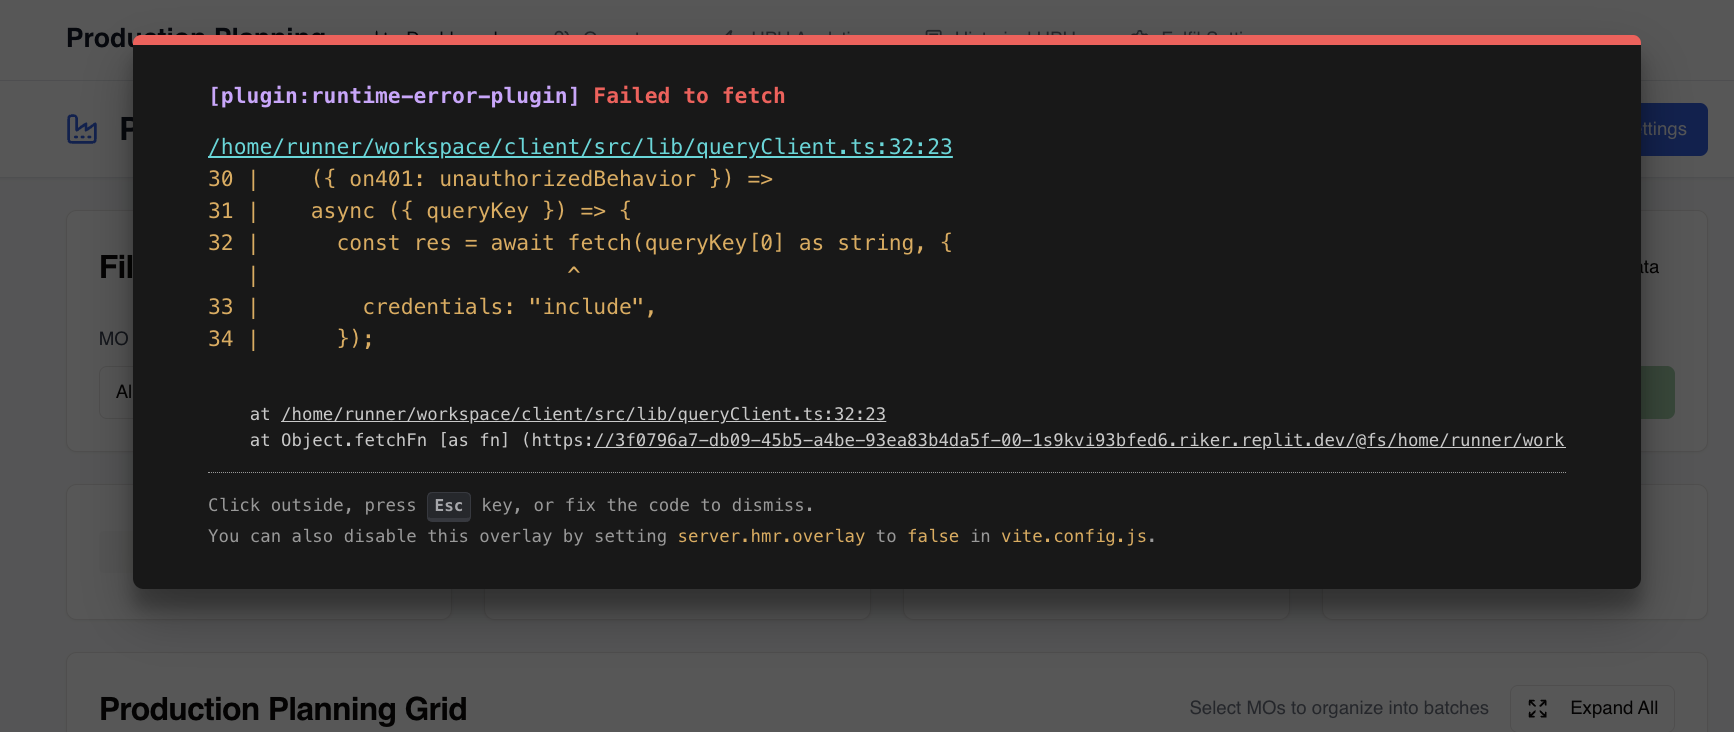 [plugin:runtime-error-plugin] Failed to fetch
/home/runner/workspace/client/src/lib/queryClient.ts:32:23
30 |    ({ on401: unauthorizedBehavior }) =>
31 |    async ({ queryKey }) => {
32 |      const res = await fetch(queryKey[0] as string, {
   |                        ^
33 |        credentials: "include",
34 |      });
Fil
MO
Al
at /home/runner/workspace/client/src/lib/queryClient.ts:32:23
at Object.fetchFn [as fn] (https://3f0796a7-db09-45b5-a4be-93ea83b4da5f-00-1s9kvi93bfed6.riker.replit.dev/@fs/home/runner/work
Click outside, press Esc key, or fix the code to dismiss.
You can also disable this overlay by setting server.hmr.overlay to false in vite.config.js.
Production Planning Grid
Select MOs to organize into batches
Expand All